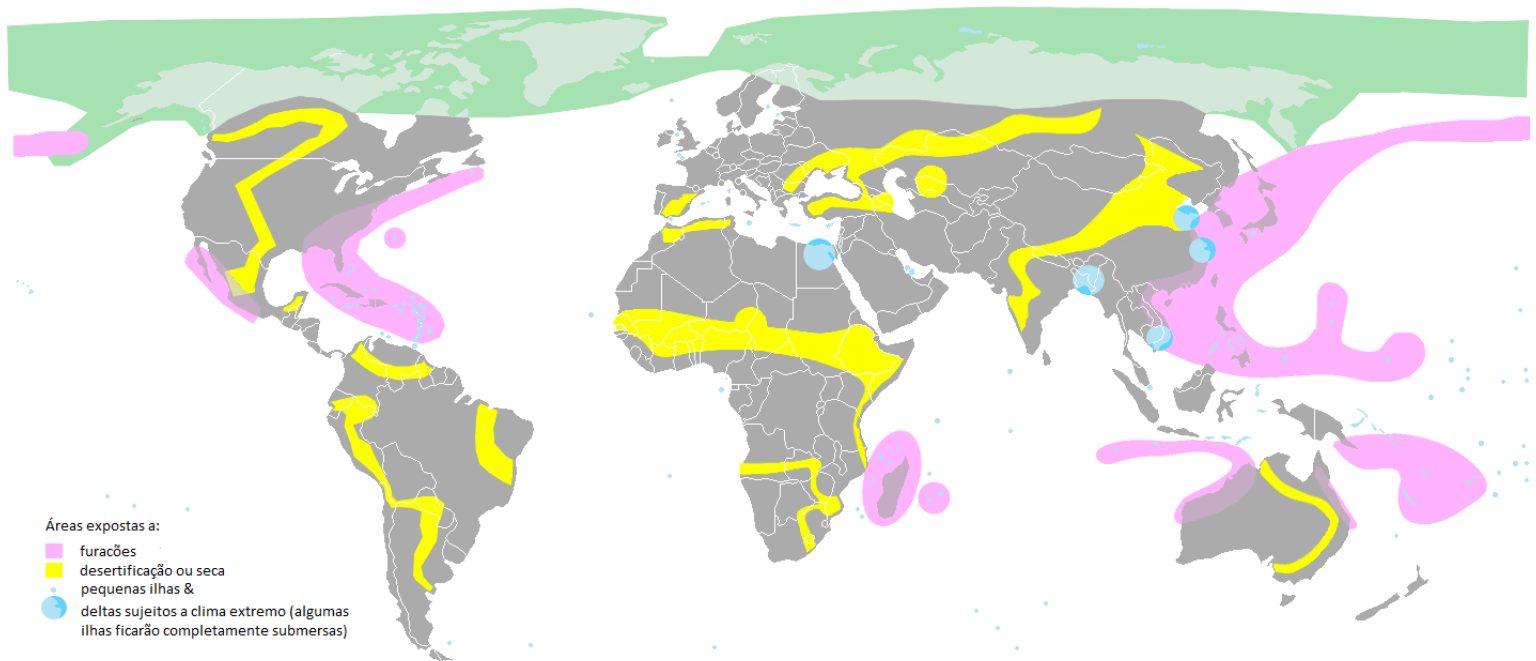 Áreas expostas a:
furacões
desertificação ou seca
pequenas ilhas &
deltas sujeitos a clima extremo (algumas
ilhas ficarão completamente submersas)